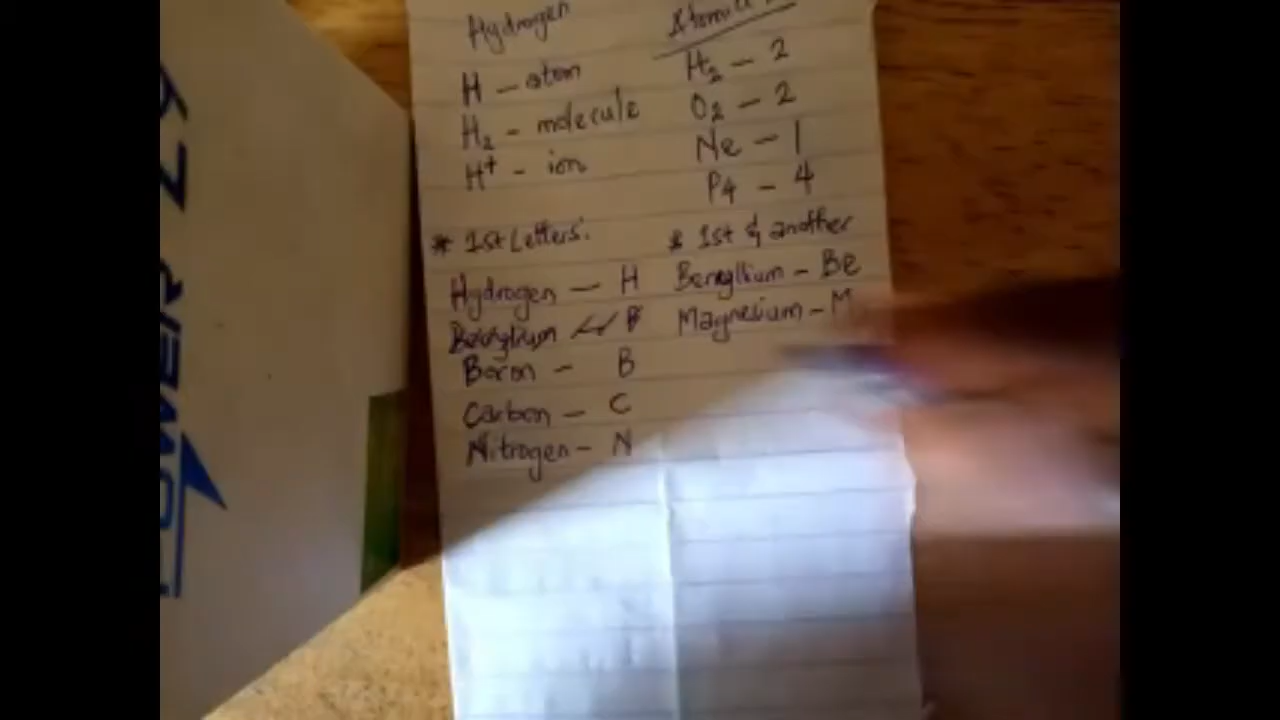 Hydrogen
H - atom
H₂ - molecule
H⁺ - ion
H₂ - 2
O₂ - 2
Ne - 1
P4 - 4
* 1st Letters:
Hydrogen - H
Boron - B
Carbon - C
Nitrogen - N
* 1st & another
Beryllium - Be
Magnesium - M